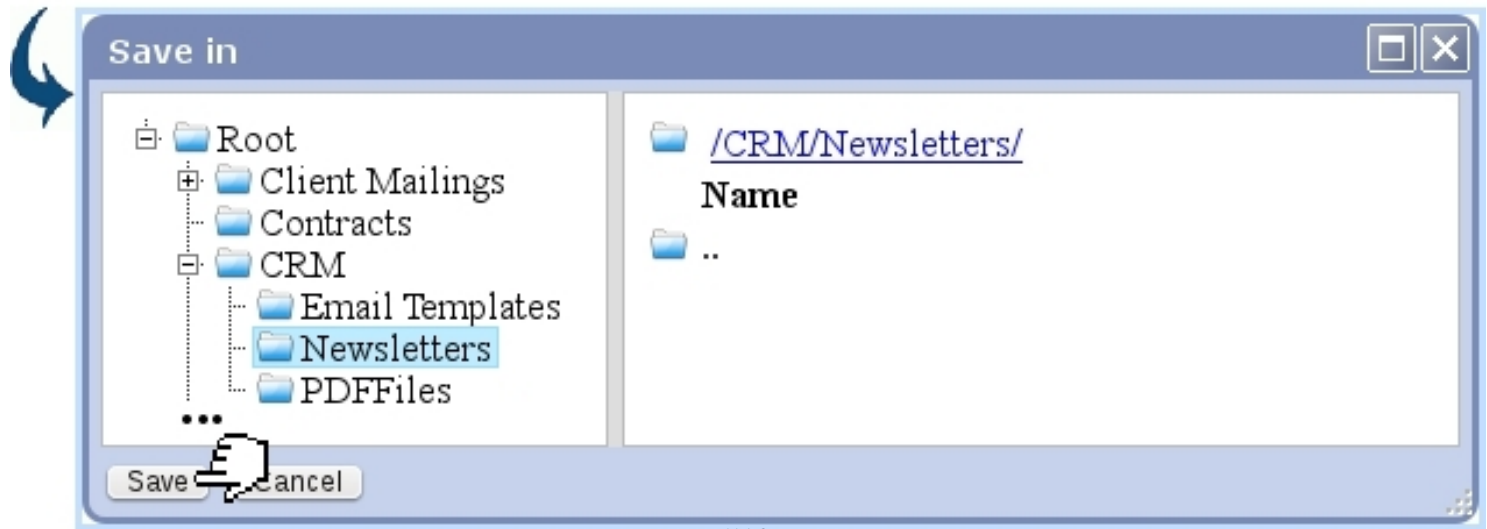 Save in
Root
Client Mailings
Contracts
CRM
Email Templates
Newsletters
PDFFiles
...
/CRM/Newsletters/
Name
..
Save Cancel